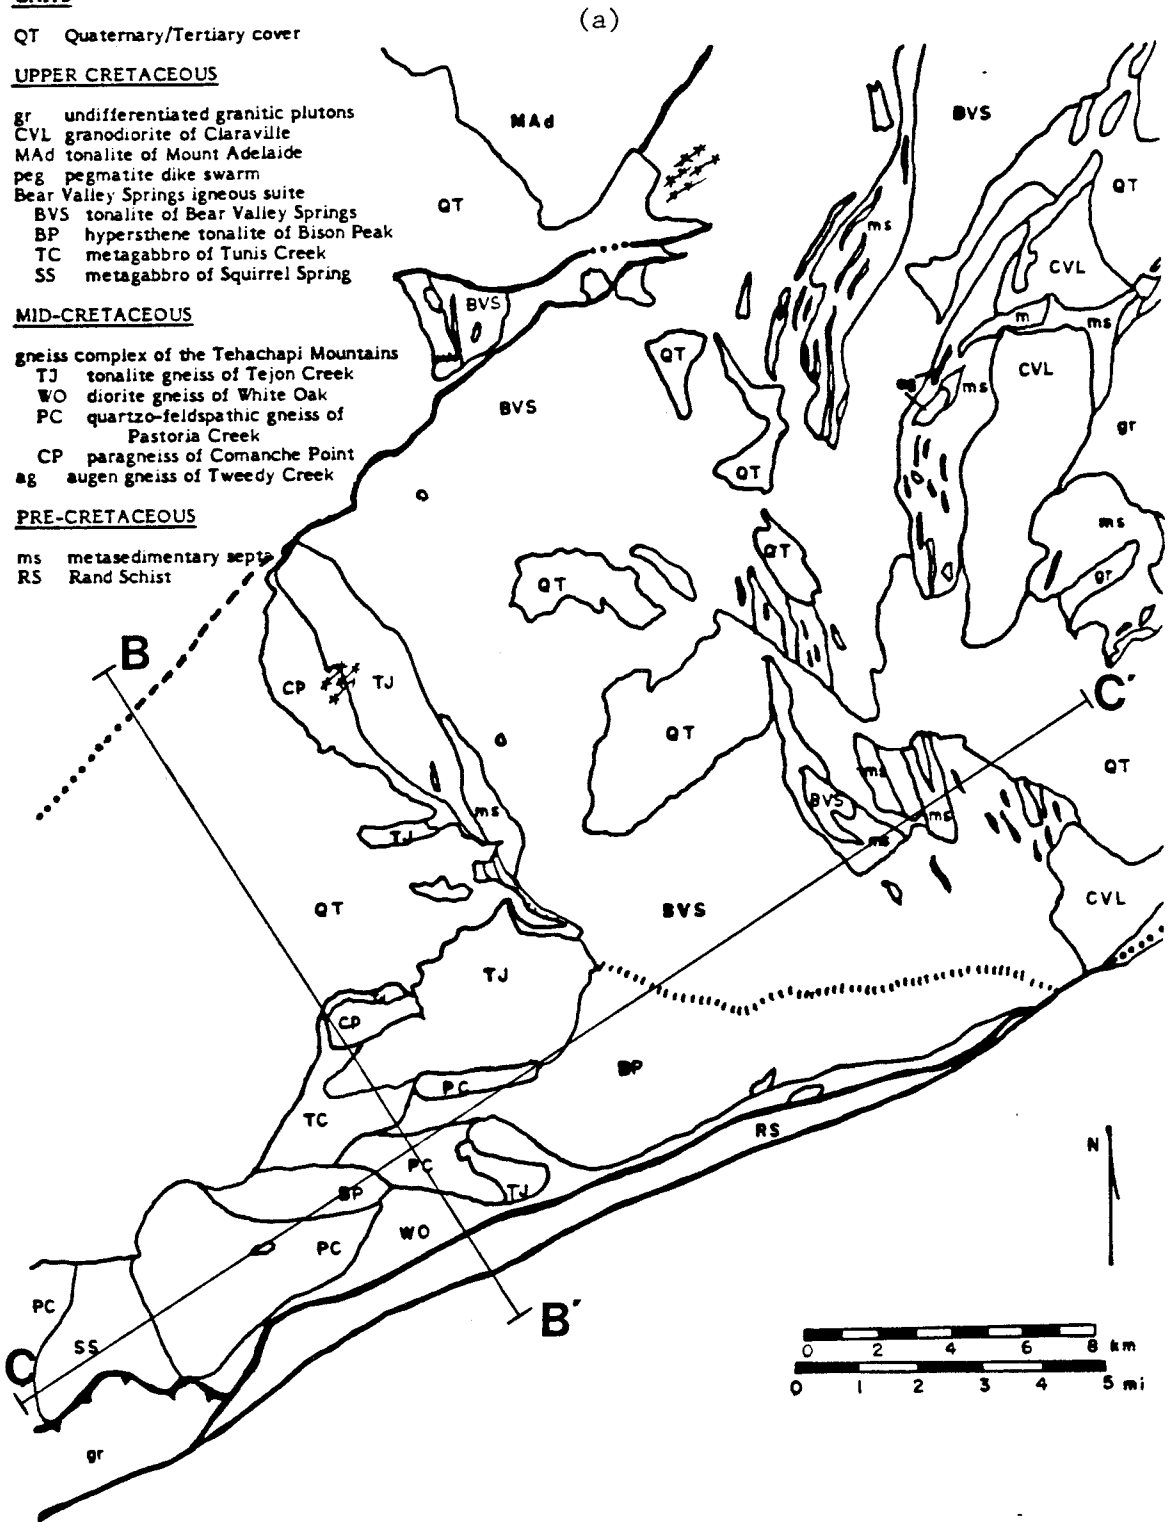 (a)
QT Quaternary/Tertiary cover
UPPER CRETACEOUS
gr undifferentiated granitic plutons
CVL granodiorite of Claraville
MAd tonalite of Mount Adelaide
peg pegmatite dike swarm
Bear Valley Springs igneous suite
BVS tonalite of Bear Valley Springs
BP hypersthene tonalite of Bison Peak
TC metagabbro of Tunis Creek
SS metagabbro of Squirrel Spring
MID-CRETACEOUS
gneiss complex of the Tehachapi Mountains
TJ tonalite gneiss of Tejon Creek
WO diorite gneiss of White Oak
PC quartzo-feldspathic gneiss of
Pastoria Creek
CP paragneiss of Comanche Point
ag augen gneiss of Tweedy Creek
PRE-CRETACEOUS
ms metasedimentary septa
RS Rand Schist
MAd
BVS
QT
QT
ms
CVL
BVS
m
ms
QT
CVL
ag
ms
BVS
gr
QT
ms
QT
QT
gr
B
CP
TJ
C'
QT
QT
ms
BVS
ms
ms
TJ
ms
QT
BVS
CVL
TJ
CP
BP
PC
TC
RS
N
PC
BP
TJ
WO
PC
PC
B'
SS
C
0 2 4 6 8 km
0 1 2 3 4 5 mi
gr